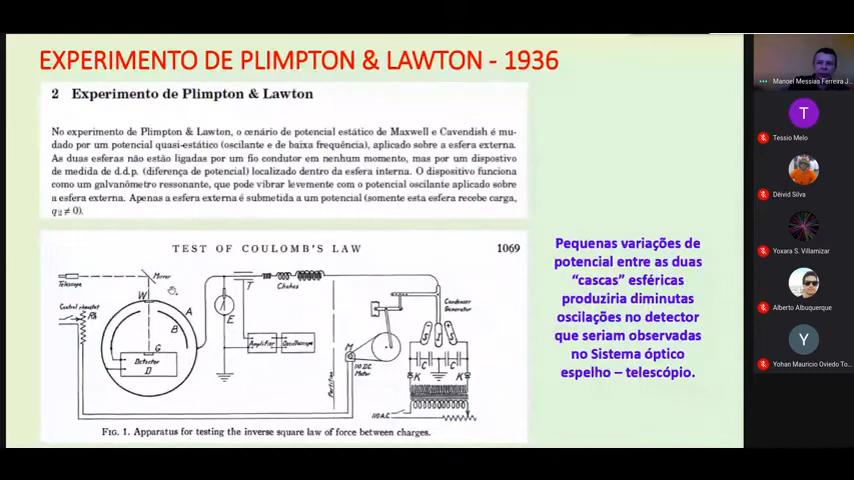 EXPERIMENTO DE PLIMPTON & LAWTON - 1936
2 Experimento de Plimpton & Lawton
No experimento de Plimpton & Lawton, o cenário de potencial estático de Maxwell e Cavendish é mu-
dado por um potencial quasi-estático (oscilante e de baixa frequência), aplicado sobre a esfera externa.
As duas esferas não estão ligadas por um fio condutor em nenhum momento, mas por um dispostivo
de medida de d.d.p. (diferença de potencial) localizado dentro da esfera interna. O dispositivo funciona
como um galvanômetro ressonante, que pode vibrar levemente com o potencial oscilante aplicado sobre
a esfera externa. Apenas a esfera externa é submetida a um potencial (somente esta esfera recebe carga,
q₂ ≠ 0).
TEST OF COULOMB'S LAW 1069
Telescope
Mirror
Control rheostat
Rh
W
A
B
G
Detector
D
E
T
Chokes
Amplifier
Oscilloscope
Partition
M
110 DC
Motor
Condenser
Generator
C C
K K
110 A.C.
FIG. 1. Apparatus for testing the inverse square law of force between charges.
Pequenas variações de
potencial entre as duas
“cascas” esféricas
produziria diminutas
oscilações no detector
que seriam observadas
no Sistema óptico
espelho – telescópio.
Manoel Messias Ferreira J...
T
Tessio Melo
Déivid Silva
Yoxara S. Villamizar
Alberto Albuquerque
Y
Yohan Mauricio Oviedo To...